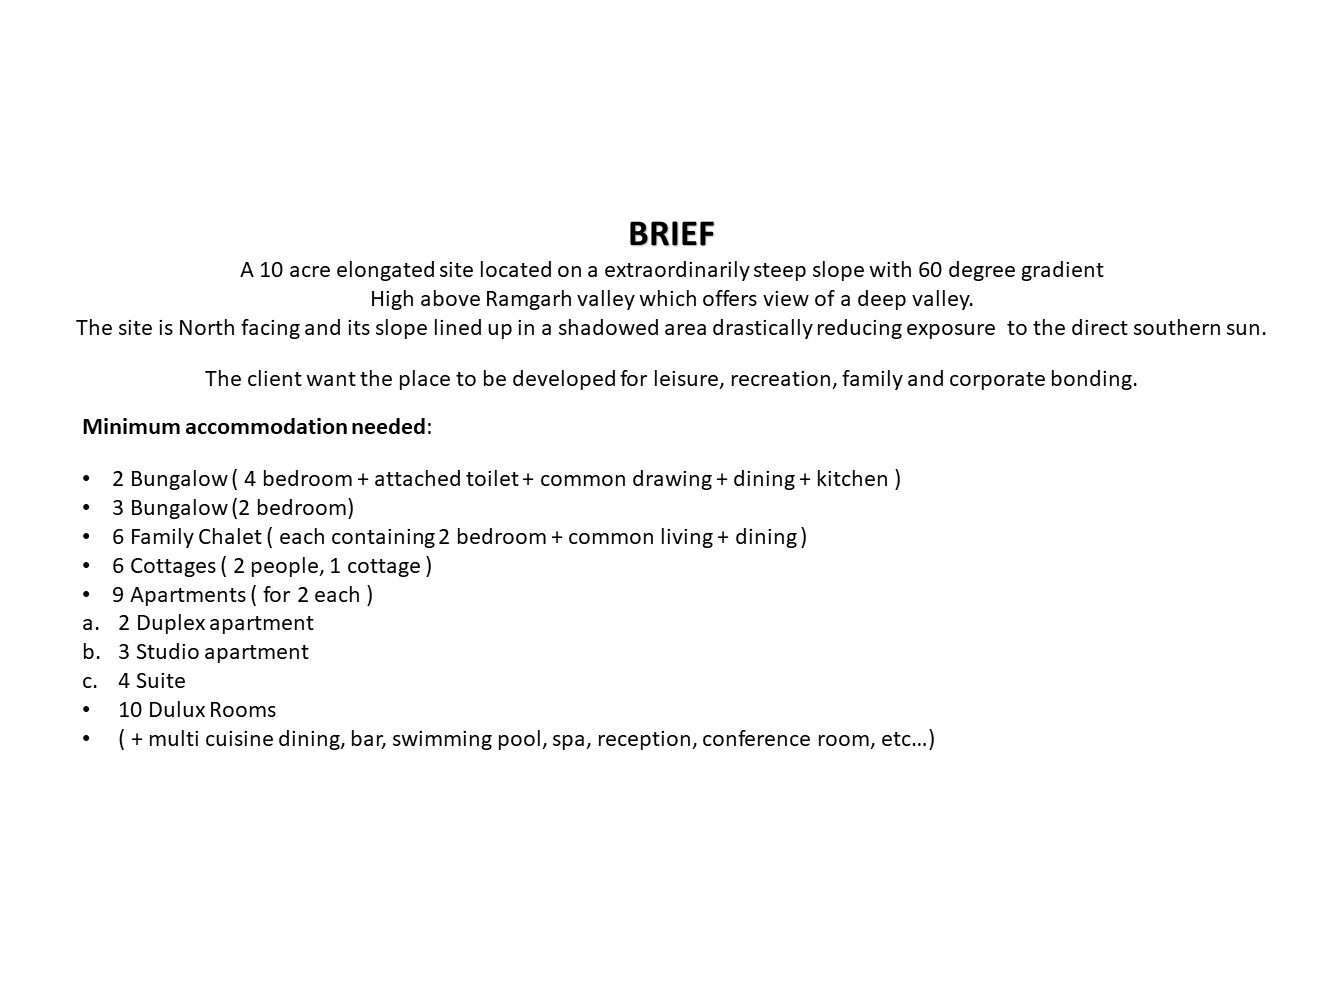 BRIEF
A 10 acre elongated site located on a extraordinarily steep slope with 60 degree gradient
High above Ramgarh valley which offers view of a deep valley.
The site is North facing and its slope lined up in a shadowed area drastically reducing exposure  to the direct southern sun.
The client want the place to be developed for leisure, recreation, family and corporate bonding.
Minimum accommodation needed:
• 2 Bungalow ( 4 bedroom + attached toilet + common drawing + dining + kitchen )
• 3 Bungalow (2 bedroom)
• 6 Family Chalet ( each containing 2 bedroom + common living + dining )
• 6 Cottages ( 2 people, 1 cottage )
• 9 Apartments ( for 2 each )
a. 2 Duplex apartment
b. 3 Studio apartment
c. 4 Suite
• 10 Dulux Rooms
• ( + multi cuisine dining, bar, swimming pool, spa, reception, conference room, etc...)